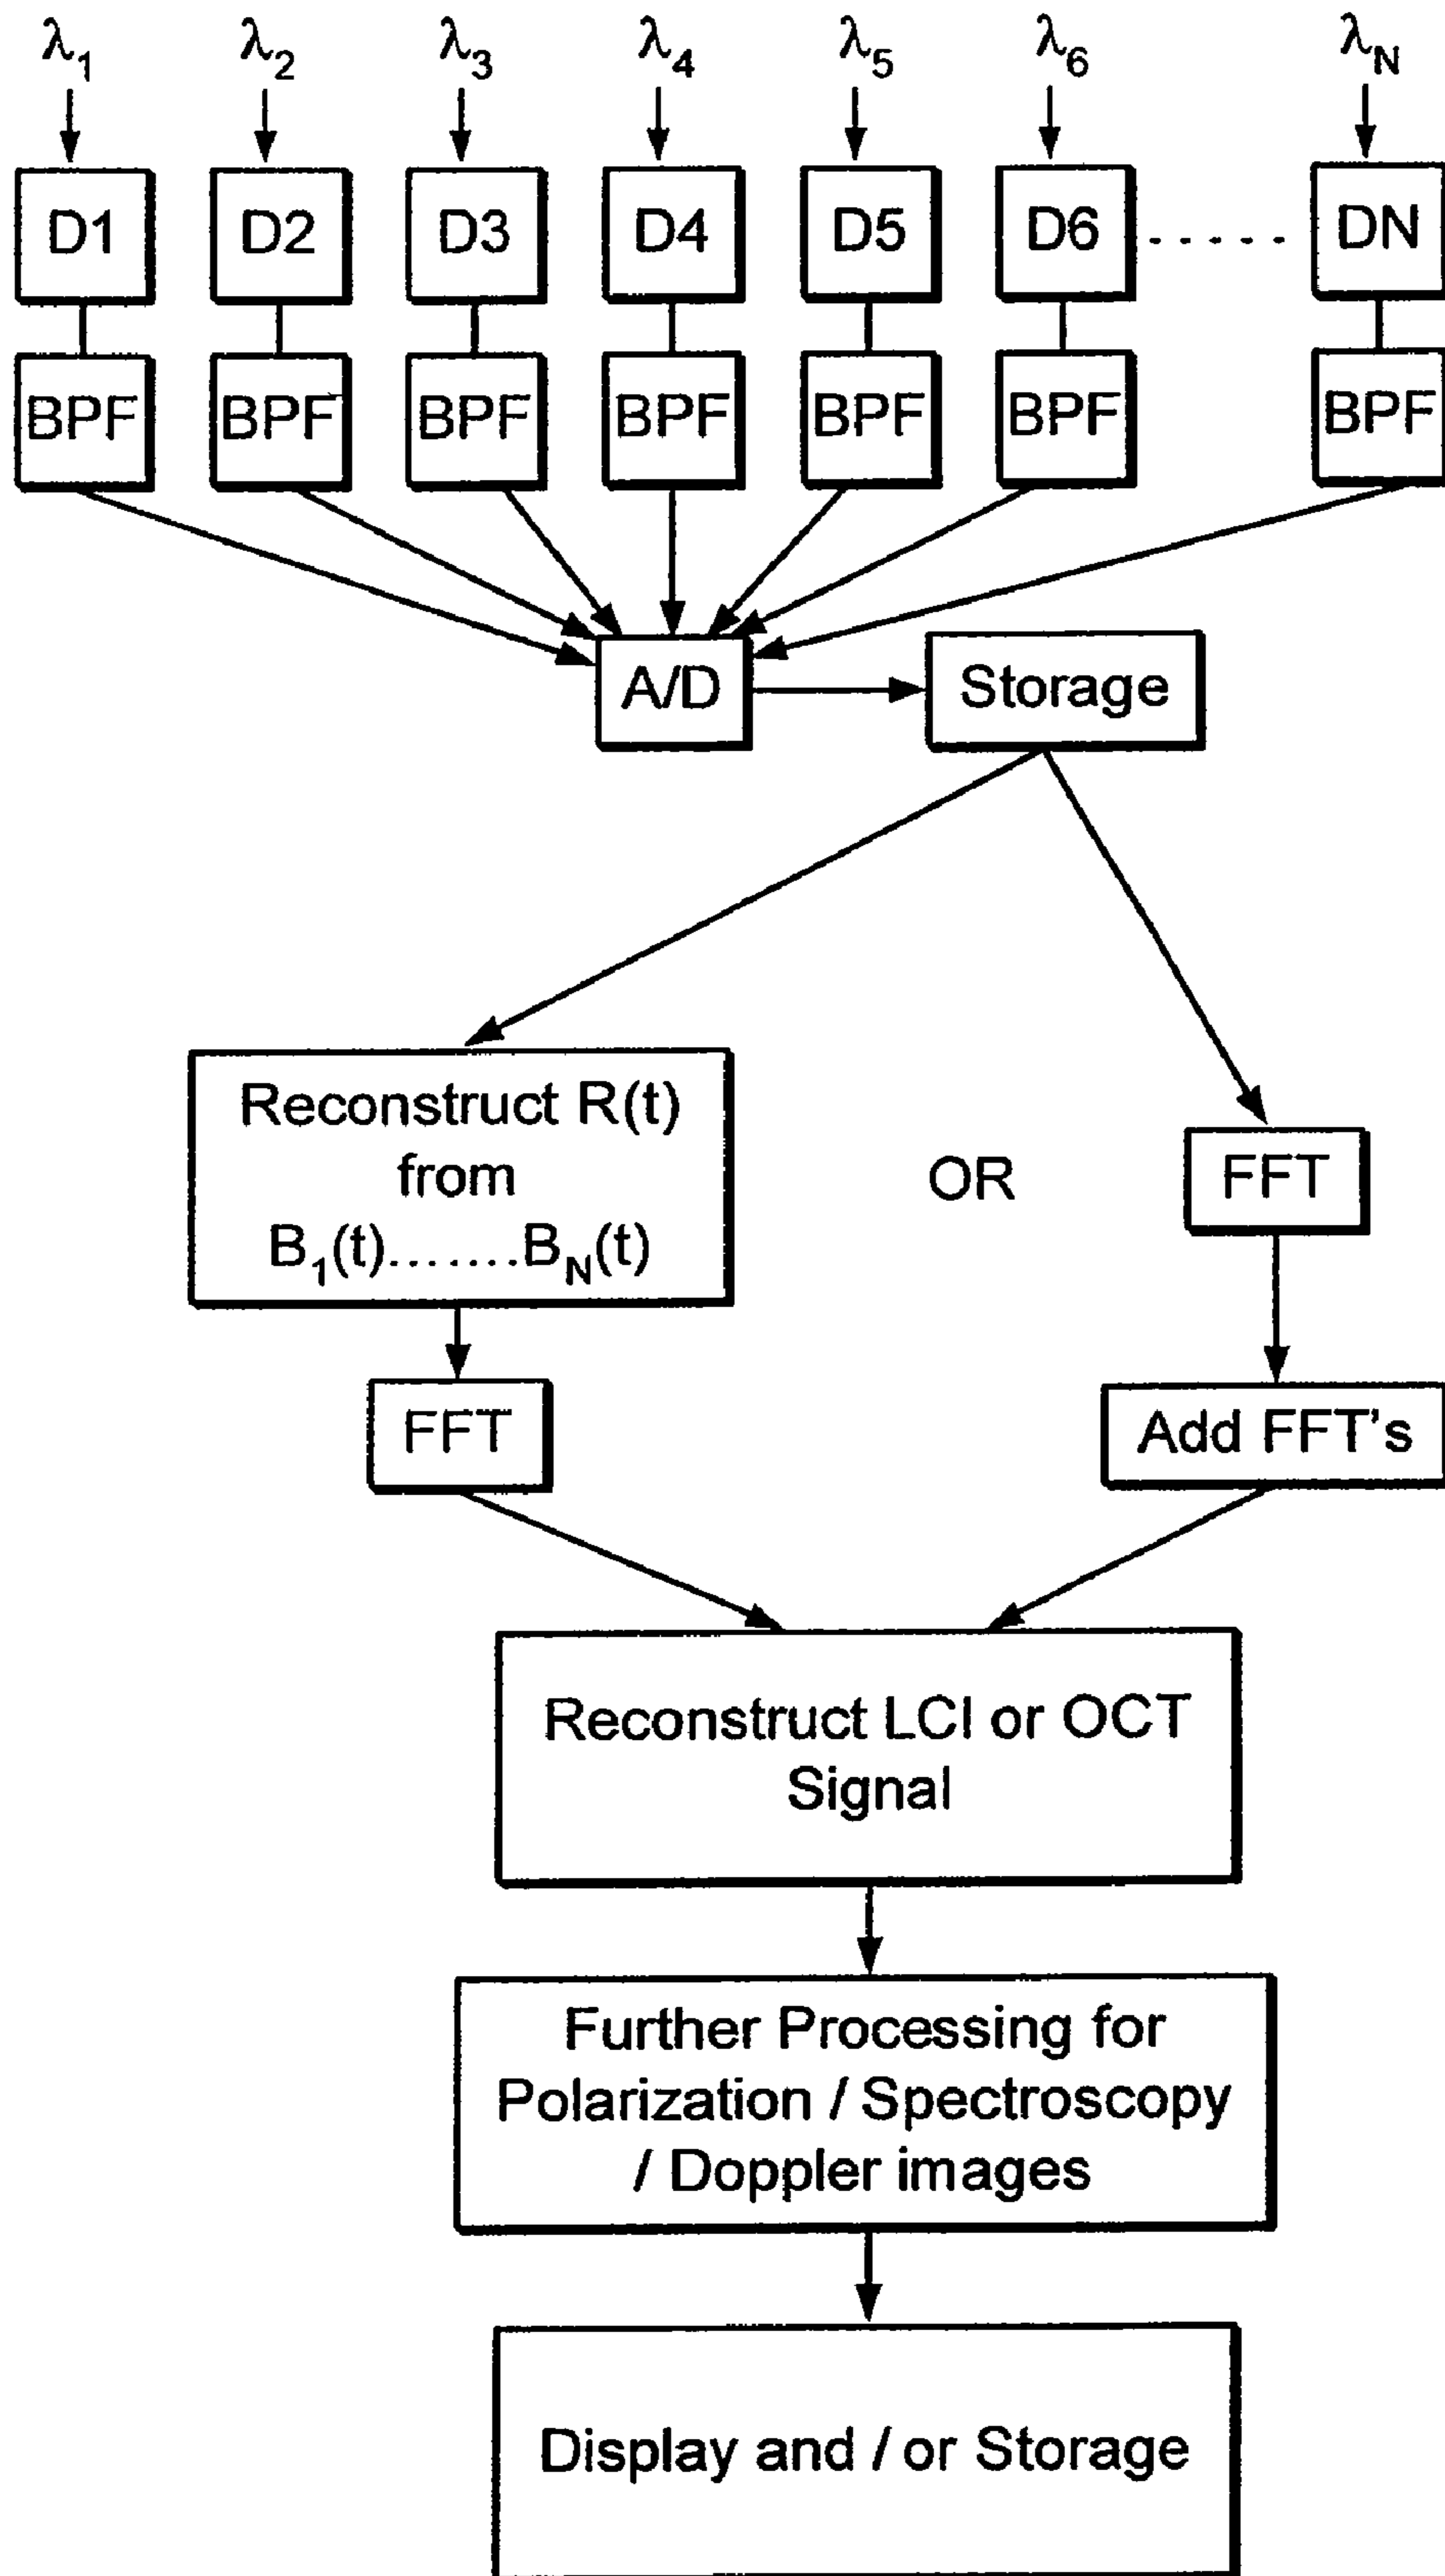 λ1 λ2 λ3 λ4 λ5 λ6 λN
D1 D2 D3 D4 D5 D6 ..... DN
BPF BPF BPF BPF BPF BPF BPF
A/D Storage
Reconstruct R(t)
from
B1(t).......BN(t)
OR
FFT
FFT
Add FFT's
Reconstruct LCI or OCT
Signal
Further Processing for
Polarization / Spectroscopy
/ Doppler images
Display and / or Storage